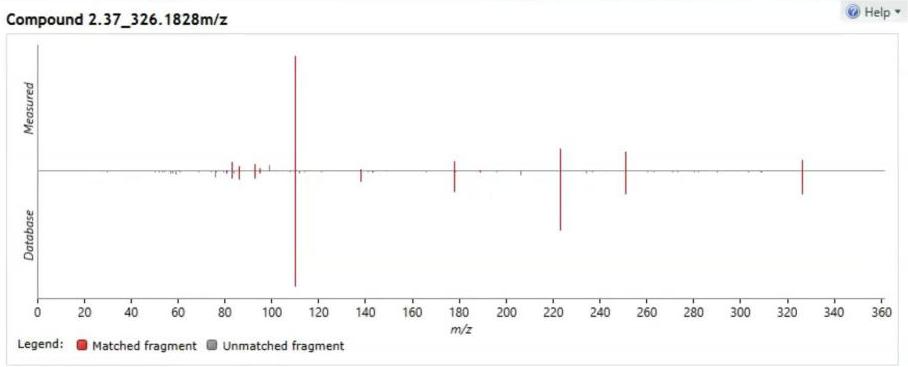 Help
Compound 2.37_326.1828m/z
Measured
Database
0 20 40 60 80 100 120 140 160 180 200 220 240 260 280 300 320 340 360
m/z
Legend: Matched fragment Unmatched fragment